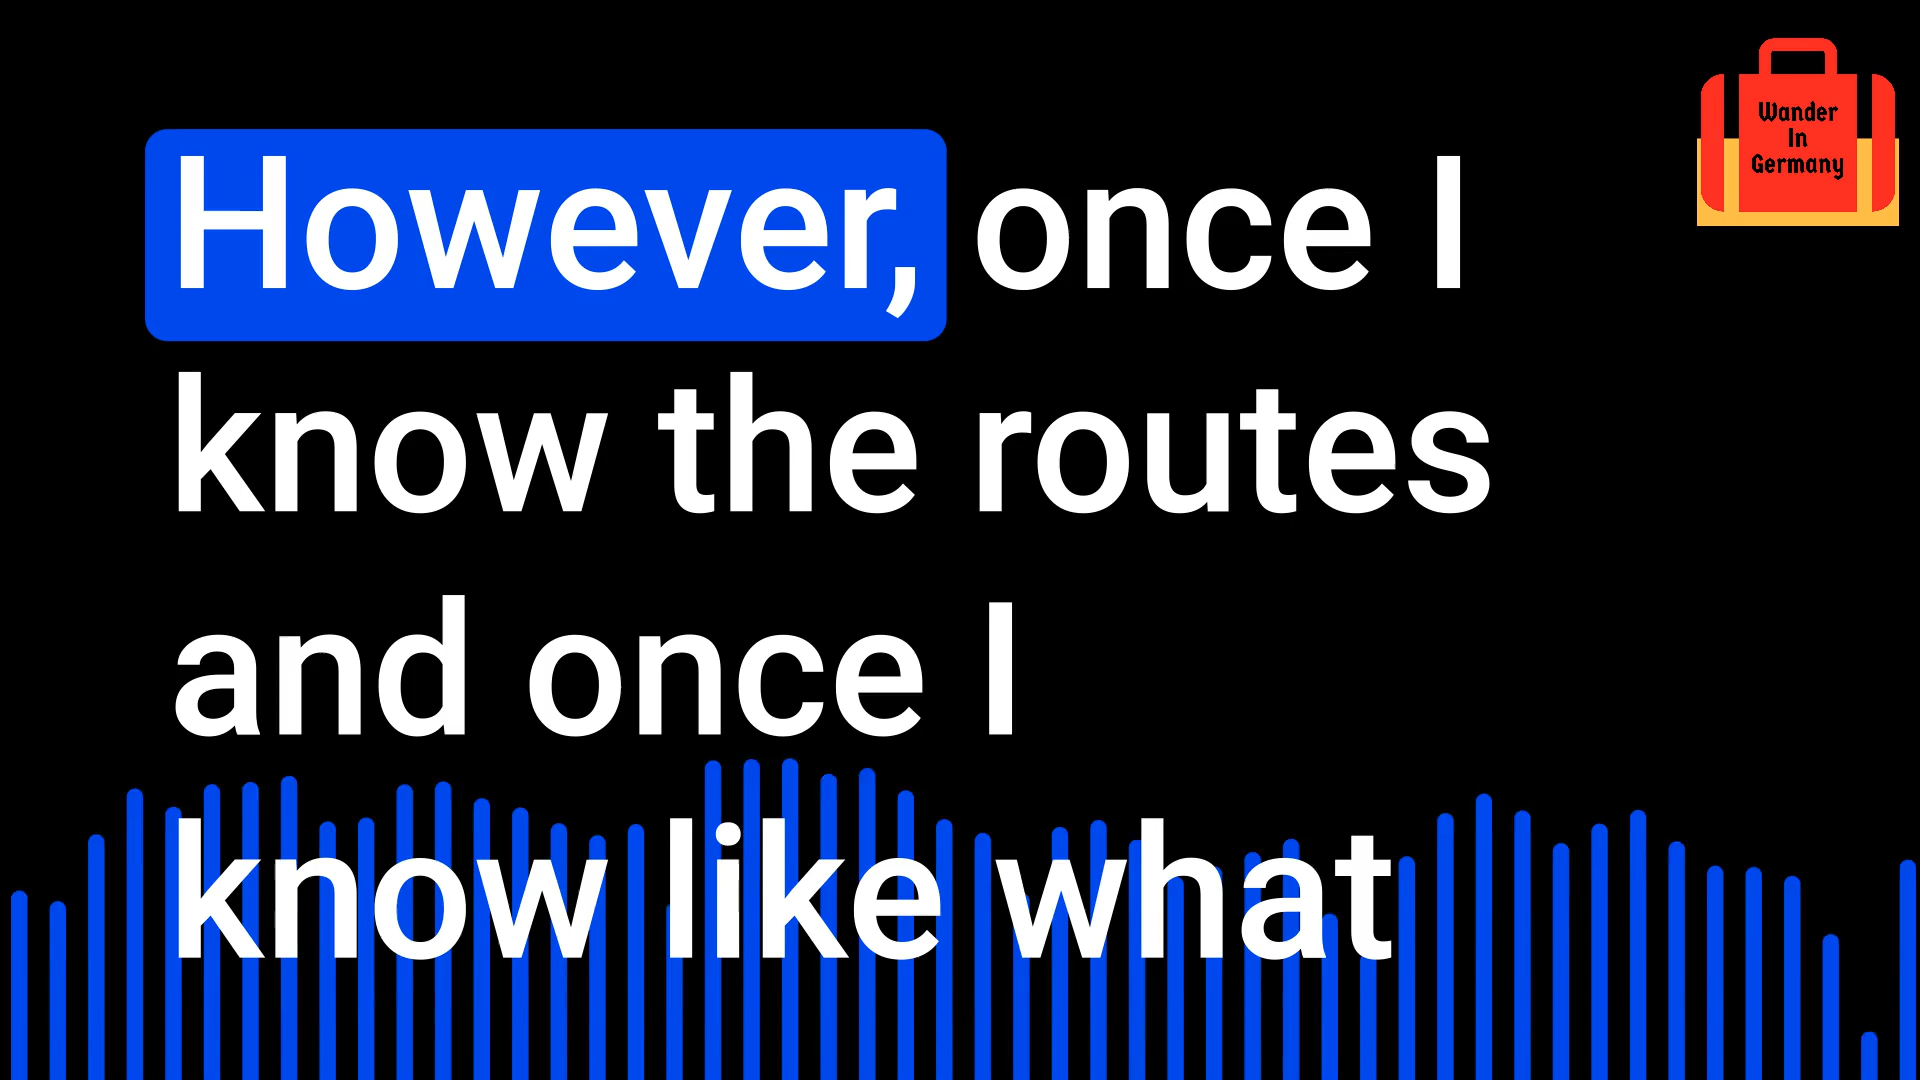 However, once I
know the routes
and once I
know like what
Wander
In
Germany